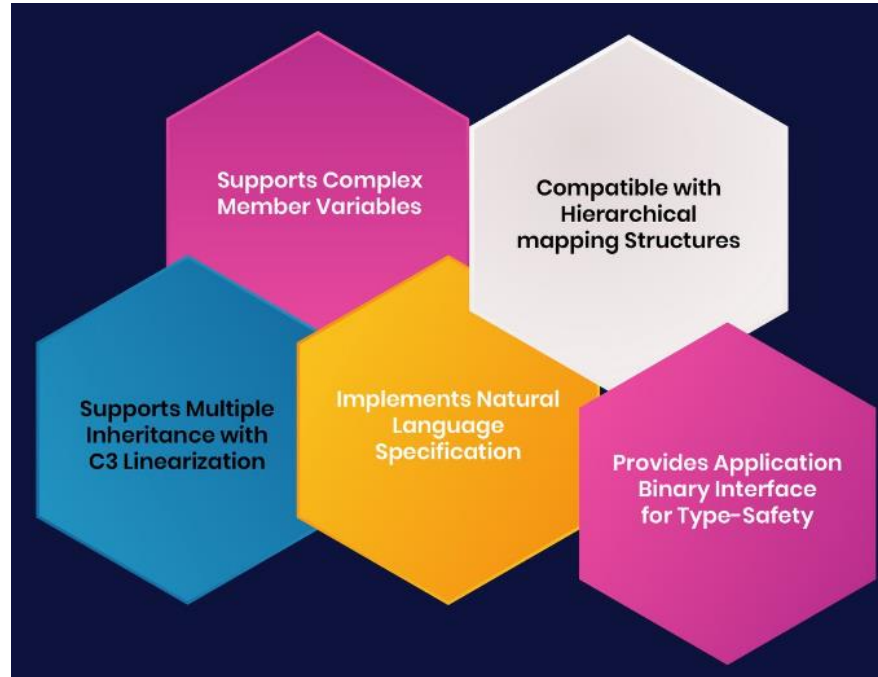 Supports Complex
Member Variables
Compatible with
Hierarchical
mapping Structures
Supports Multiple
Inheritance with
C3 Linearization
Implements Natural
Language
Specification
Provides Application
Binary Interface
for Type-Safety